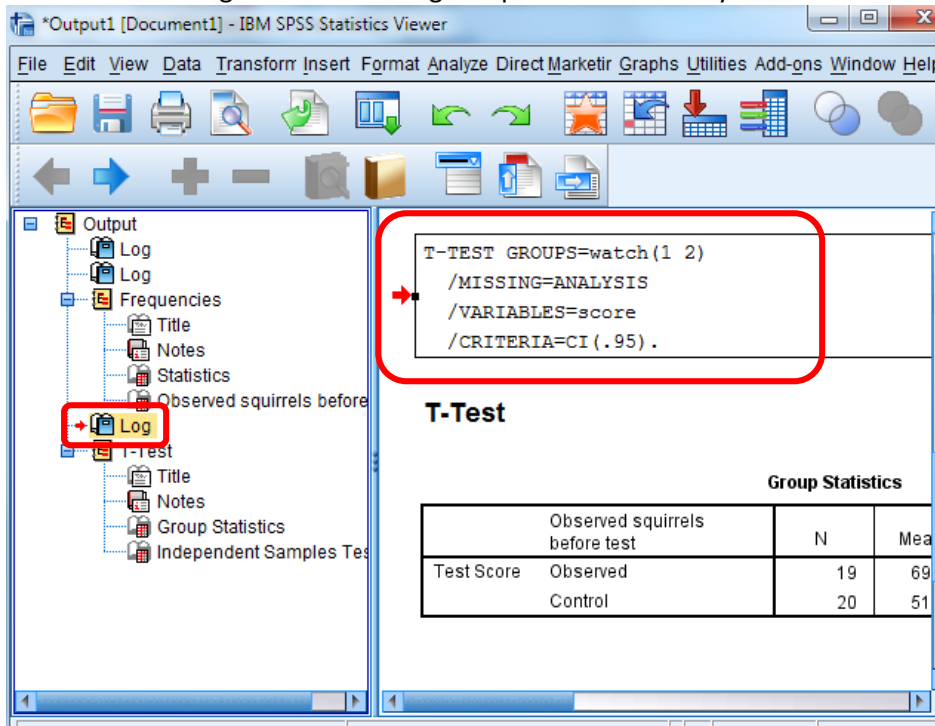 *Output1 [Document1] - IBM SPSS Statistics Viewer
File Edit View Data Transform Insert Format Analyze Direct Marketir Graphs Utilities Add-ons Window Help
Output
Log
Log
Frequencies
Title
Notes
Statistics
Observed squirrels before
Log
T-Test
Title
Notes
Group Statistics
Independent Samples Tes
T-TEST GROUPS=watch(1 2)
/MISSING=ANALYSIS
/VARIABLES=score
/CRITERIA=CI(.95).
T-Test
Group Statistics
Observed squirrels
before test N Mea
Test Score Observed 19 69
Control 20 51